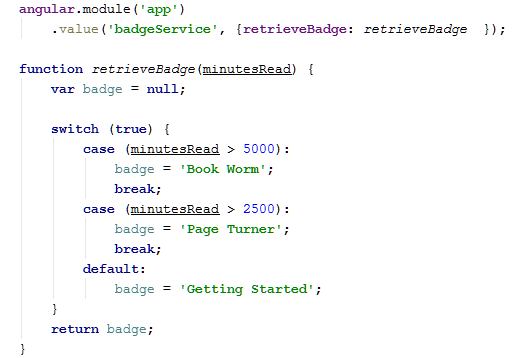 angular.module('app')
    .value('badgeService', {retrieveBadge: retrieveBadge  });

function retrieveBadge(minutesRead) {
    var badge = null;

    switch (true) {
        case (minutesRead > 5000):
            badge = 'Book Worm';
            break;
        case (minutesRead > 2500):
            badge = 'Page Turner';
            break;
        default:
            badge = 'Getting Started';
    }
    return badge;
}